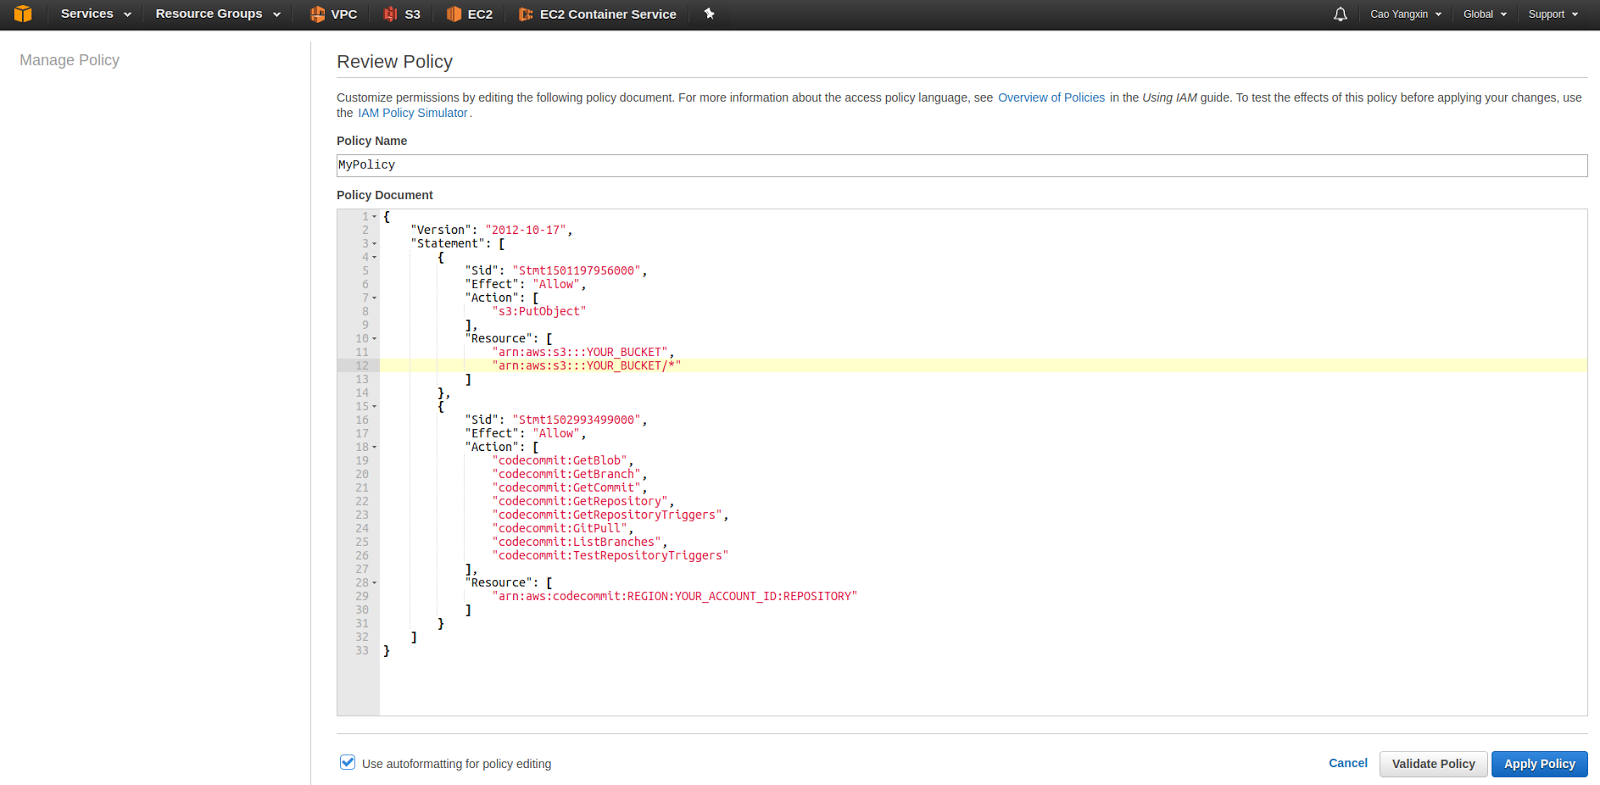 Services Resource Groups VPC S3 EC2 EC2 Container Service Cao Yangxin Global Support
Manage Policy
Review Policy
Customize permissions by editing the following policy document. For more information about the access policy language, see Overview of Policies in the Using IAM guide. To test the effects of this policy before applying your changes, use
the IAM Policy Simulator.
Policy Name
MyPolicy
Policy Document
1 {
2 "Version": "2012-10-17",
3 "Statement": [
4 {
5 "Sid": "Stmt1501197956000",
6 "Effect": "Allow",
7 "Action": [
8 "s3:PutObject"
9 ],
10 "Resource": [
11 "arn:aws:s3:::YOUR_BUCKET",
12 "arn:aws:s3:::YOUR_BUCKET/*"
13 ]
14 },
15 {
16 "Sid": "Stmt1502993499000",
17 "Effect": "Allow",
18 "Action": [
19 "codecommit:GetBlob",
20 "codecommit:GetBranch",
21 "codecommit:GetCommit",
22 "codecommit:GetRepository",
23 "codecommit:GetRepositoryTriggers",
24 "codecommit:GitPull",
25 "codecommit:ListBranches",
26 "codecommit:TestRepositoryTriggers"
27 ],
28 "Resource": [
29 "arn:aws:codecommit:REGION:YOUR_ACCOUNT_ID:REPOSITORY"
30 ]
31 }
32 ]
33 }
Use autoformatting for policy editing Cancel Validate Policy Apply Policy